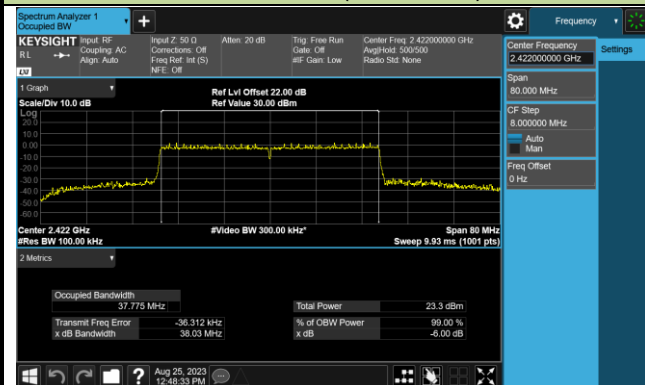 Spectrum Analyzer 1
Occupied BW
Frequency
KEYSIGHT
RL
LXI
Input: RF
Coupling: AC
Align: Auto
Input Z: 50 Ω
Corrections: Off
Freq Ref: Int (S)
NFE: Off
Atten: 20 dB
Trig: Free Run
Gate: Off
#IF Gain: Low
Center Freq: 2.422000000 GHz
Avg|Hold: 500/500
Radio Std: None
Center Frequency
2.422000000 GHz
Settings
Span
80.000 MHz
CF Step
8.000000 MHz
Auto
Man
Freq Offset
0 Hz
1 Graph
Scale/Div 10.0 dB
Ref Lvl Offset 22.00 dB
Ref Value 30.00 dBm
Log
20.0
10.0
0.00
-10.0
-20.0
-30.0
-40.0
-50.0
-60.0
Center 2.422 GHz
#Res BW 100.00 kHz
#Video BW 300.00 kHz*
Span 80 MHz
Sweep 9.93 ms (1001 pts)
2 Metrics
Occupied Bandwidth
37.775 MHz
Total Power 23.3 dBm
Transmit Freq Error -36.312 kHz
% of OBW Power 99.00 %
x dB Bandwidth 38.03 MHz
x dB -6.00 dB
Aug 25, 2023
12:48:33 PM